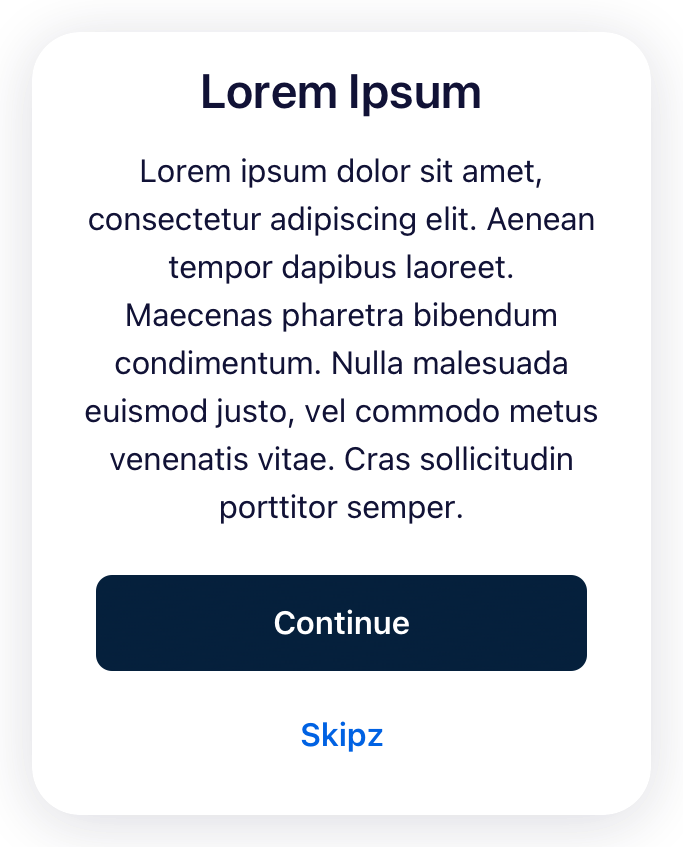 Lorem Ipsum
Lorem ipsum dolor sit amet,
consectetur adipiscing elit. Aenean
tempor dapibus laoreet.
Maecenas pharetra bibendum
condimentum. Nulla malesuada
euismod justo, vel commodo metus
venenatis vitae. Cras sollicitudin
porttitor semper.
Continue
Skipz